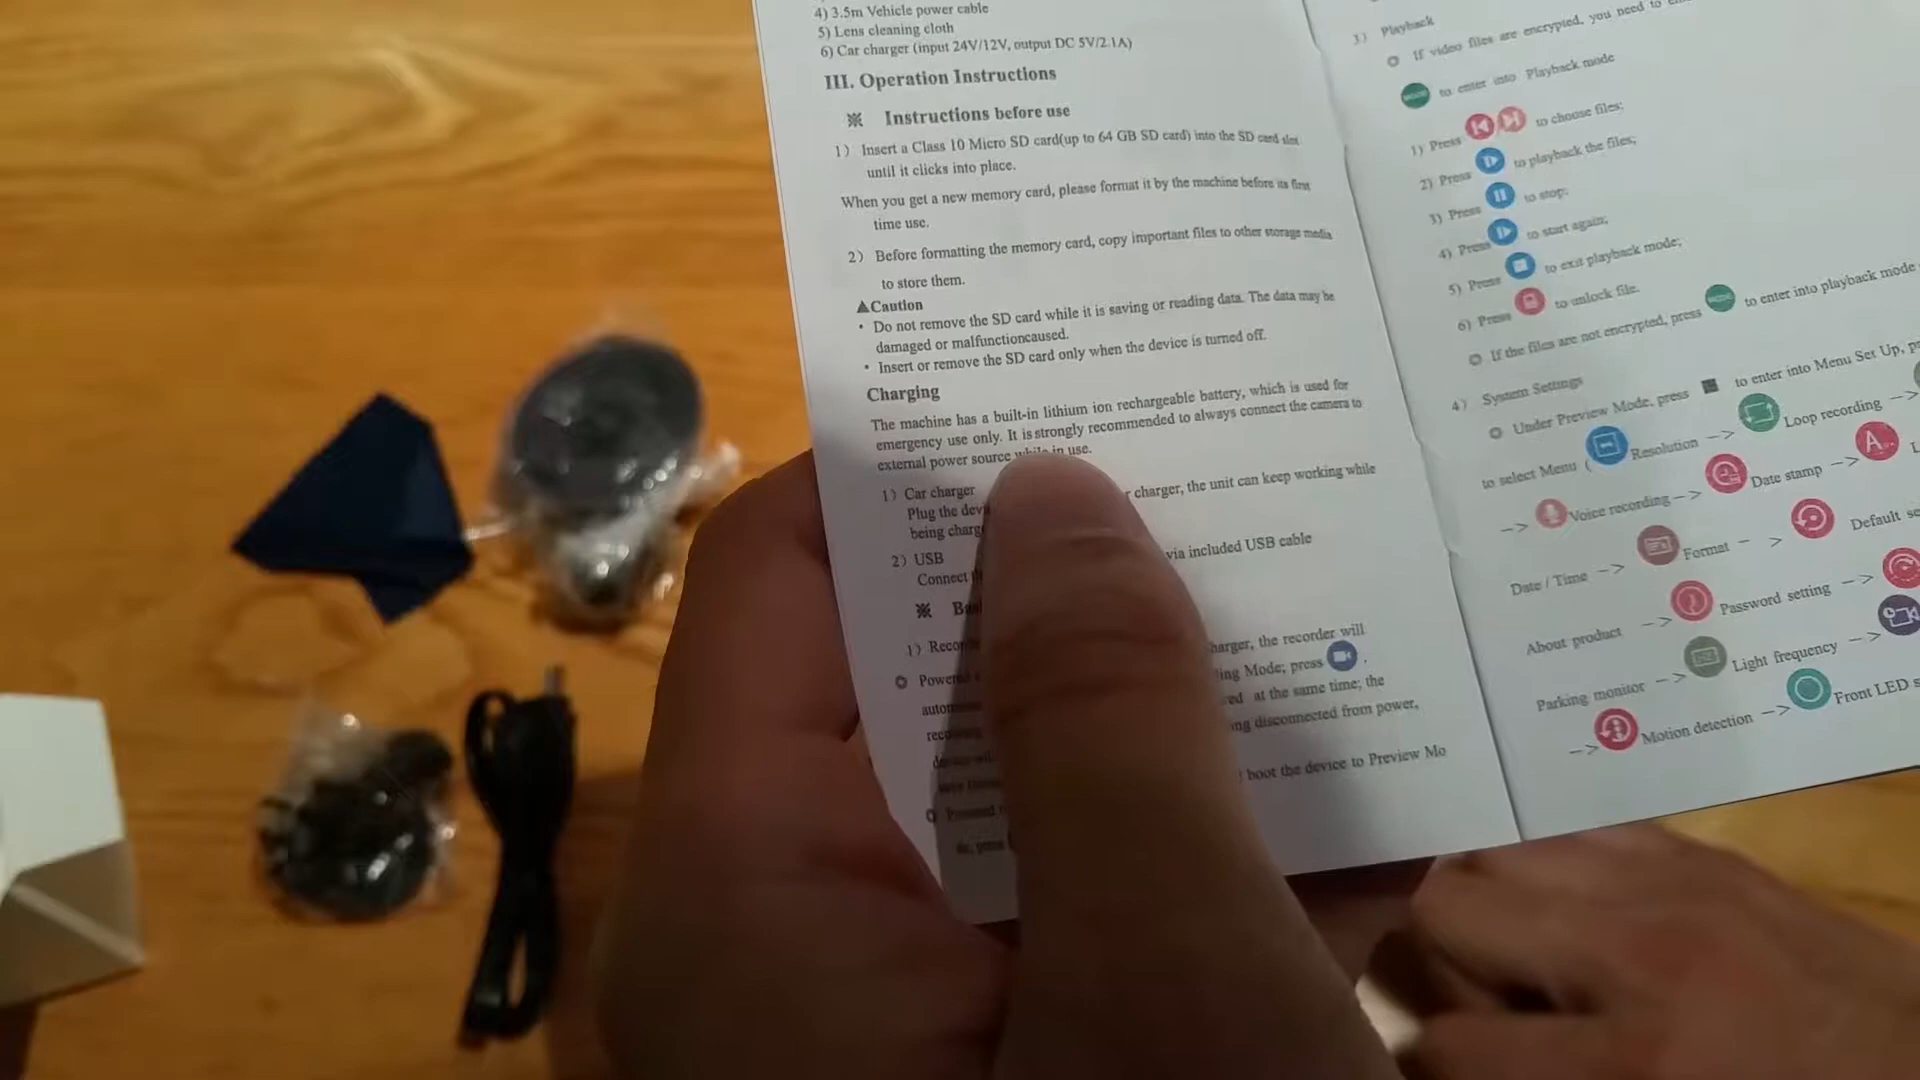 4) 3.5m Vehicle power cable
5) Lens cleaning cloth
6) Car charger (input 24V/12V, output DC 5V/2.1A)
III. Operation Instructions
※ Instructions before use
1) Insert a Class 10 Micro SD card(up to 64 GB SD card) into the SD card slot
until it clicks into place.
When you get a new memory card, please format it by the machine before its first
time use.
2) Before formatting the memory card, copy important files to other storage media
to store them.
▲Caution
• Do not remove the SD card while it is saving or reading data. The data may be
damaged or malfunctioncaused.
• Insert or remove the SD card only when the device is turned off.
Charging
The machine has a built-in lithium ion rechargeable battery, which is used for
emergency use only. It is strongly recommended to always connect the camera to
external power source while in use.
1) Car charger
Plug the charger, the unit can keep working while
being
2) USB
Connect via included USB cable
※
1) the recorder will
Mode; press
at the same time; the
disconnected from power,
boot the device to Preview Mo
3) Playback
If video files are encrypted, you need to
MODE to enter into Playback mode
1) Press to choose files;
2) Press to playback the files;
3) Press to stop;
4) Press to start again;
5) Press to exit playback mode;
6) Press to unlock file.
If the files are not encrypted, press MODE to enter into playback mode
4) System Settings
Under Preview Mode, press to enter into Menu Set Up,
to select Menu ( Resolution --> Loop recording -->
--> Voice recording --> Date stamp --> A
Date / Time --> Format --> Default
About product --> Password setting -->
Parking monitor --> Light frequency -->
--> Motion detection --> Front LED